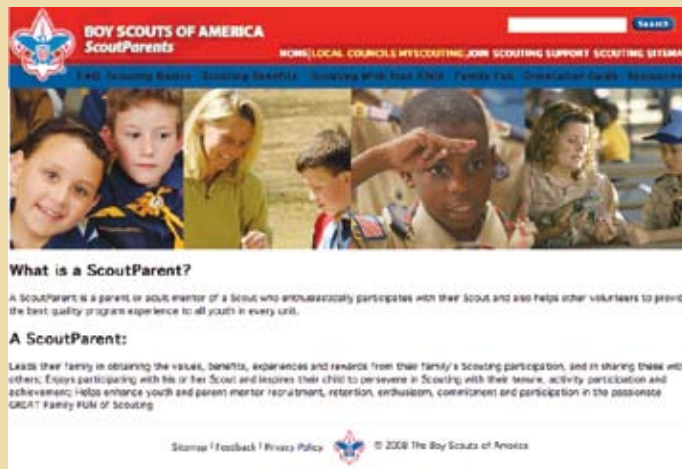 BOY SCOUTS OF AMERICA
ScoutParents
Search
HOME LOCAL COUNCILS MYSCOUTING JOIN SCOUTING SUPPORT SCOUTING SITEMA
FAQ Scouting Basics Scouting Benefits Scouting With Your Child Family Fun Orientation Guide Resources
What is a ScoutParent?
A ScoutParent is a parent or adult mentor of a Scout who enthusiastically participates with their Scout and also helps other volunteers to provid
the best quality program experience to all youth in every unit.
A ScoutParent:
Leads their family in obtaining the values, benefits, experiences and rewards from their family's Scouting participation, and in sharing these with
others; Enjoys participating with his or her Scout and inspires their child to persevere in Scouting with their tenure, activity participation and
achievement; Helps enhance youth and parent mentor recruitment, retention, enthusiasm, commitment and participation in the passionate
GREAT Family FUN of Scouting
Sitemap | Feedback | Privacy Policy © 2008 The Boy Scouts of America